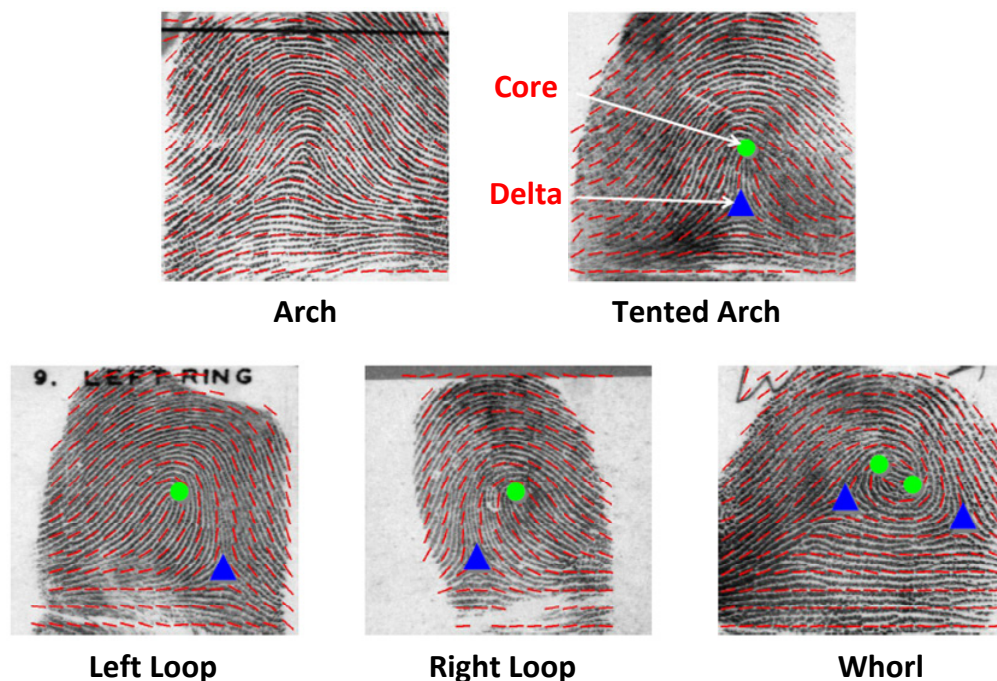 Core
Delta
Arch
Tented Arch
9. LEFT RING
Left Loop
Right Loop
Whorl